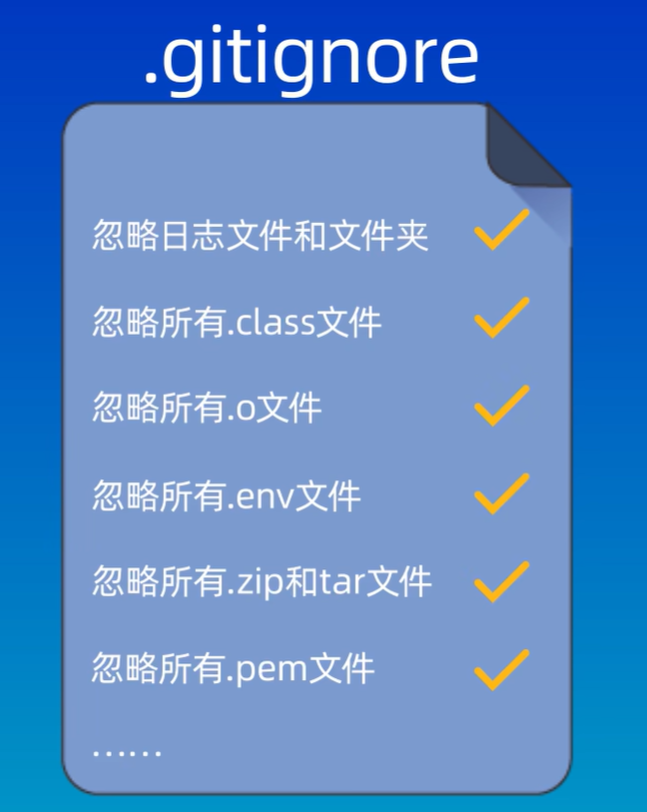 .gitignore
忽略日志文件和文件夹
忽略所有.class文件
忽略所有.o文件
忽略所有.env文件
忽略所有.zip和tar文件
忽略所有.pem文件
……